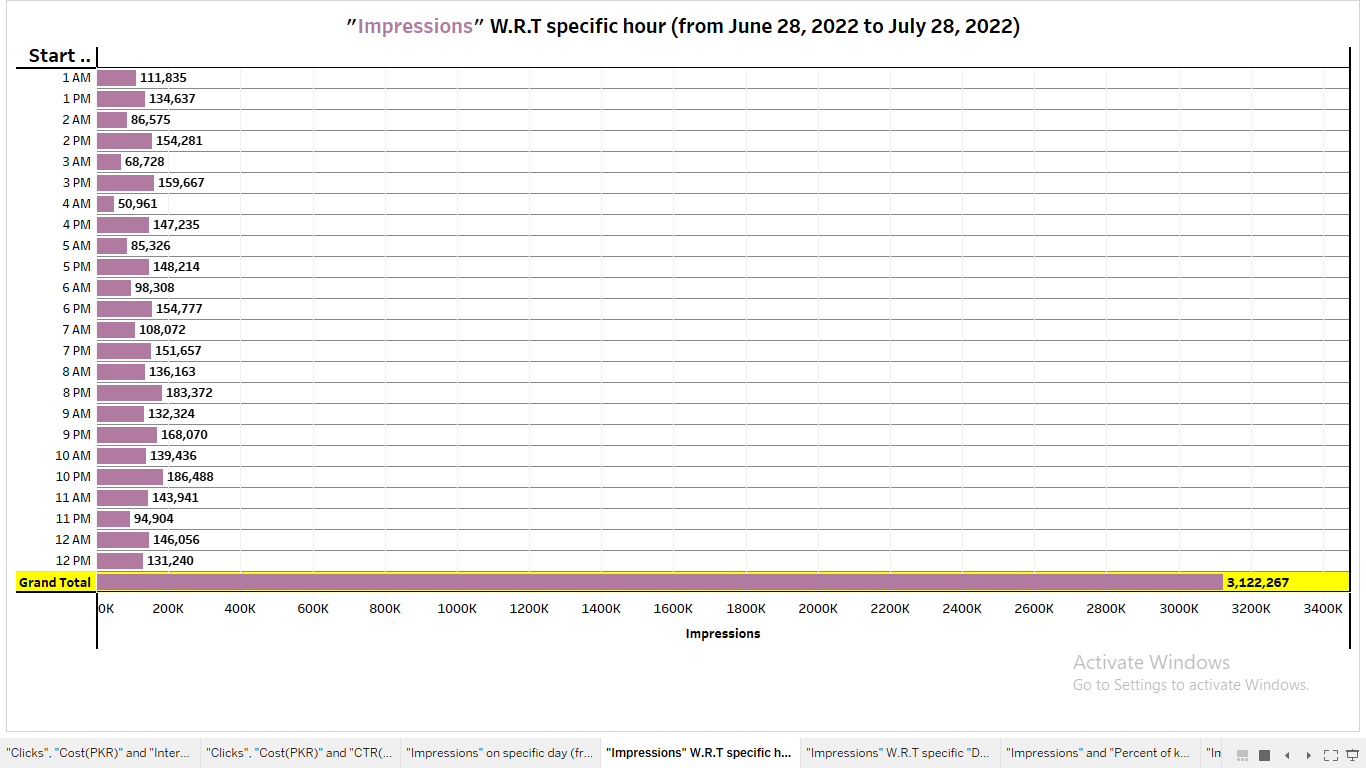 "Impressions" W.R.T specific hour (from June 28, 2022 to July 28, 2022)
Start ..
1 AM 111,835
1 PM 134,637
2 AM 86,575
2 PM 154,281
3 AM 68,728
3 PM 159,667
4 AM 50,961
4 PM 147,235
5 AM 85,326
5 PM 148,214
6 AM 98,308
6 PM 154,777
7 AM 108,072
7 PM 151,657
8 AM 136,163
8 PM 183,372
9 AM 132,324
9 PM 168,070
10 AM 139,436
10 PM 186,488
11 AM 143,941
11 PM 94,904
12 AM 146,056
12 PM 131,240
Grand Total 3,122,267
0K 200K 400K 600K 800K 1000K 1200K 1400K 1600K 1800K 2000K 2200K 2400K 2600K 2800K 3000K 3200K 3400K
Impressions
Activate Windows
Go to Settings to activate Windows.
"Clicks", "Cost(PKR)" and "Inter... "Clicks", "Cost(PKR)" and "CTR(... "Impressions" on specific day (fr... "Impressions" W.R.T specific h... "Impressions" W.R.T specific "D... "Impressions" and "Percent of k... "In